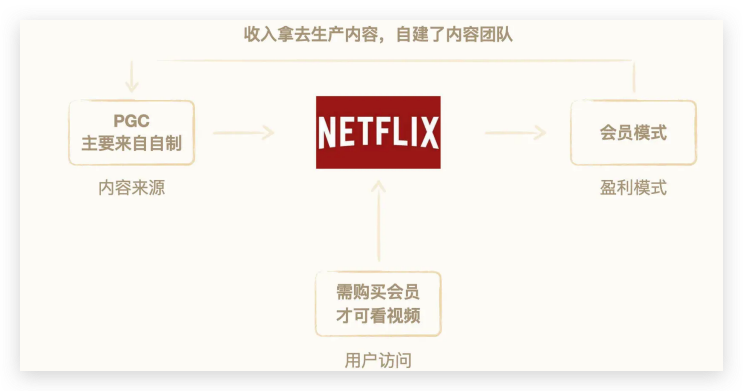 收入拿去生产内容，自建了内容团队
PGC
主要来自自制
NETFLIX
会员模式
内容来源
盈利模式
需购买会员
才可看视频
用户访问